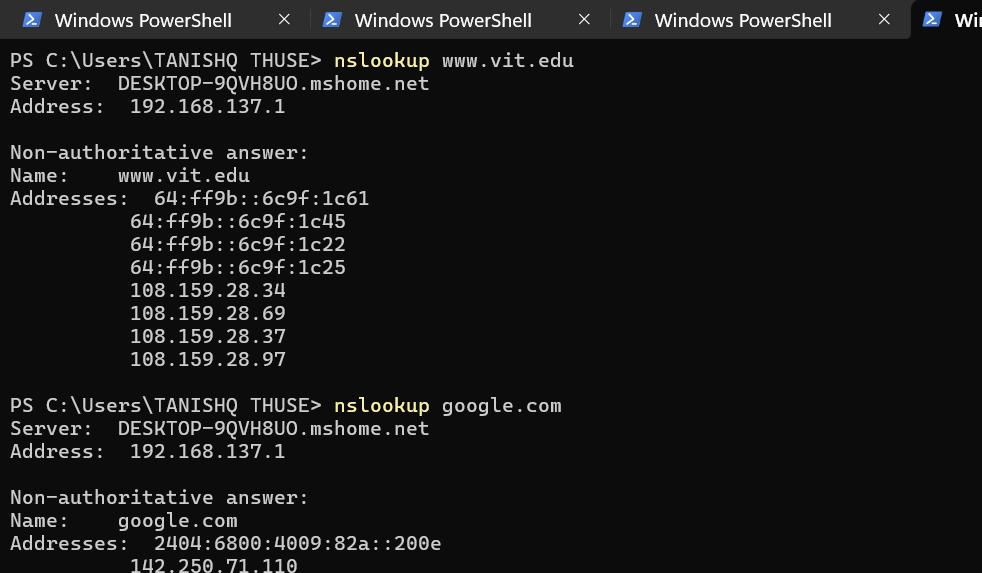 Windows PowerShell
Windows PowerShell
Windows PowerShell
Wi
PS C:\Users\TANISHQ THUSE> nslookup www.vit.edu
Server:  DESKTOP-9QVH8UO.mshome.net
Address:  192.168.137.1
Non-authoritative answer:
Name:    www.vit.edu
Addresses:  64:ff9b::6c9f:1c61
64:ff9b::6c9f:1c45
64:ff9b::6c9f:1c22
64:ff9b::6c9f:1c25
108.159.28.34
108.159.28.69
108.159.28.37
108.159.28.97
PS C:\Users\TANISHQ THUSE> nslookup google.com
Server:  DESKTOP-9QVH8UO.mshome.net
Address:  192.168.137.1
Non-authoritative answer:
Name:    google.com
Addresses:  2404:6800:4009:82a::200e
142.250.71.110